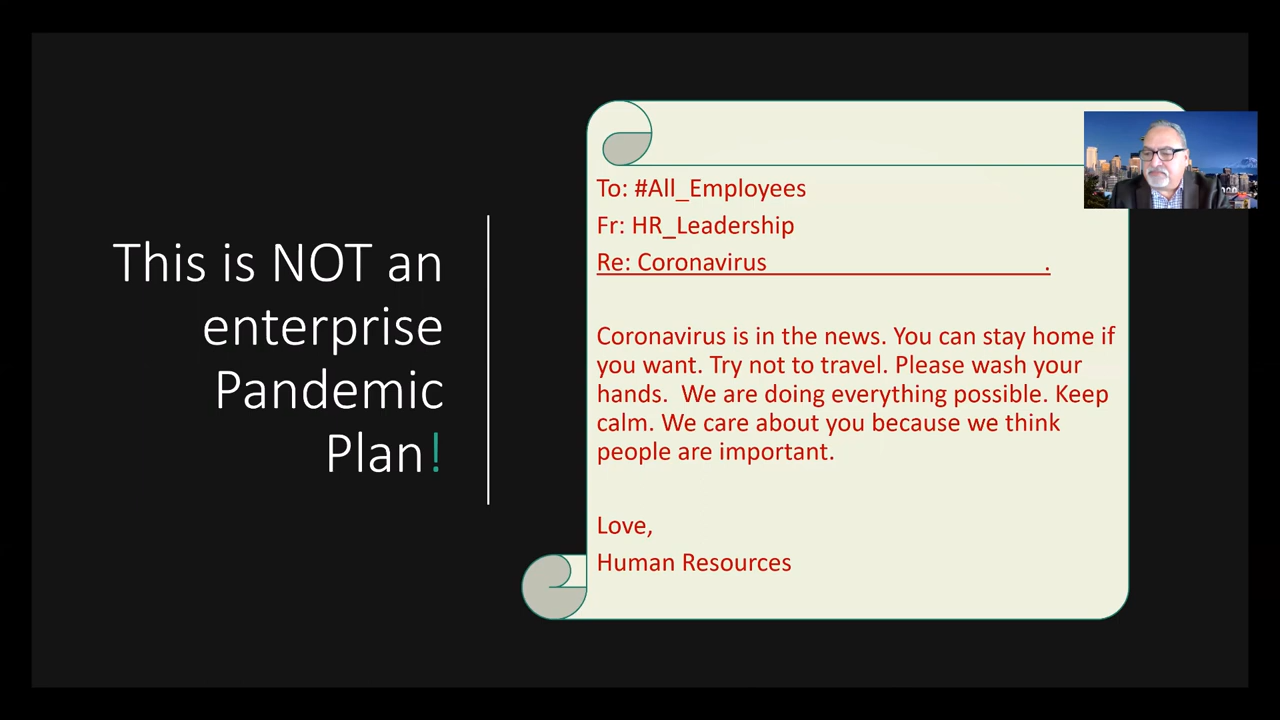 This is NOT an
enterprise
Pandemic
Plan!
To: #All_Employees
Fr: HR_Leadership
Re: Coronavirus .
Coronavirus is in the news. You can stay home if
you want. Try not to travel. Please wash your
hands.  We are doing everything possible. Keep
calm. We care about you because we think
people are important.
Love,
Human Resources